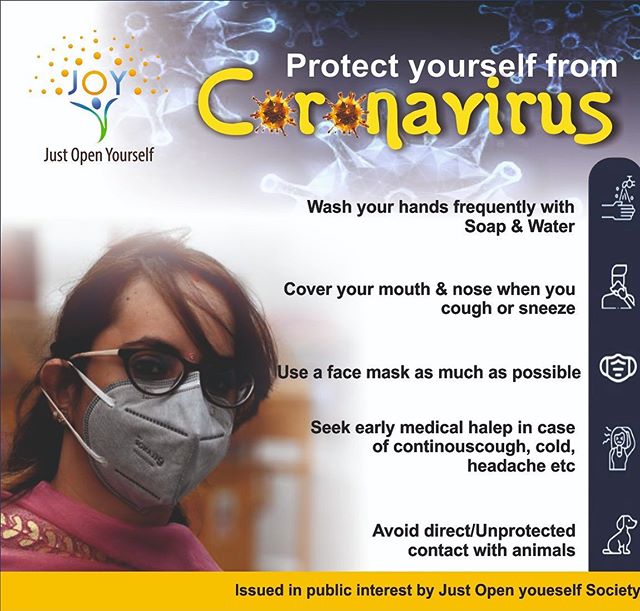 JOY
Just Open Yourself
Protect yourself from
Coronavirus
Wash your hands frequently with
Soap & Water
Cover your mouth & nose when you
cough or sneeze
Use a face mask as much as possible
Seek early medical halep in case
of continouscough, cold,
headache etc
Avoid direct/Unprotected
contact with animals
Issued in public interest by Just Open youeself Society